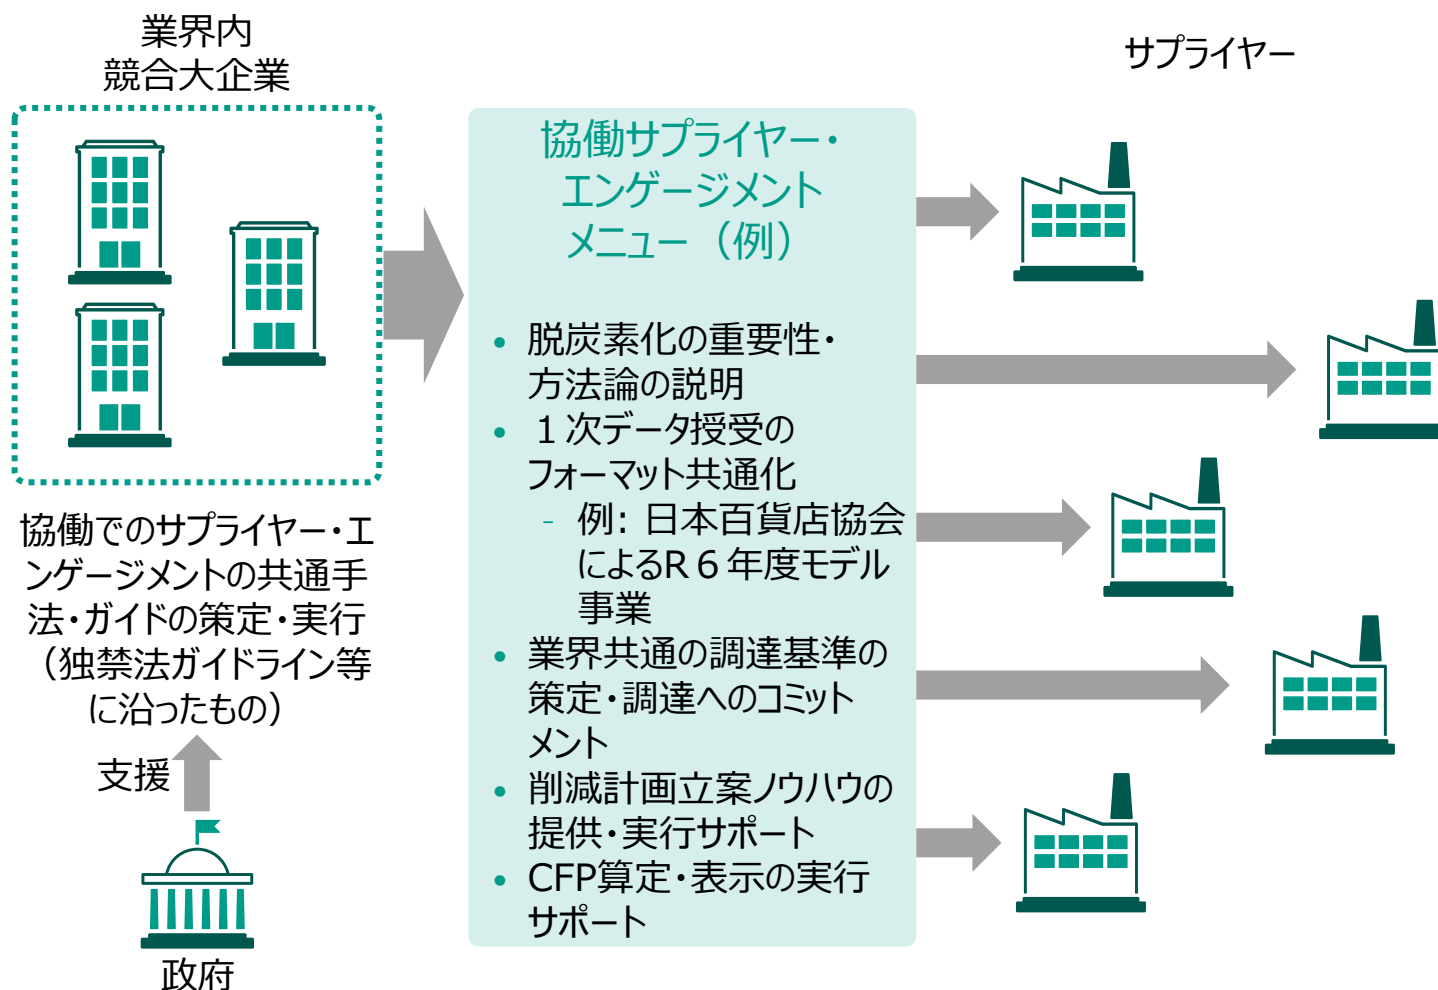 業界内
競合大企業
協働でのサプライヤー・エ
ンゲージメントの共通手
法・ガイドの策定・実行
（独禁法ガイドライン等
に沿ったもの）
支援
政府
協働サプライヤー・
エンゲージメント
メニュー（例）
• 脱炭素化の重要性・
方法論の説明
• １次データ授受の
フォーマット共通化
- 例: 日本百貨店協会
によるR６年度モデル
事業
• 業界共通の調達基準の
策定・調達へのコミット
メント
• 削減計画立案ノウハウの
提供・実行サポート
• CFP算定・表示の実行
サポート
サプライヤー